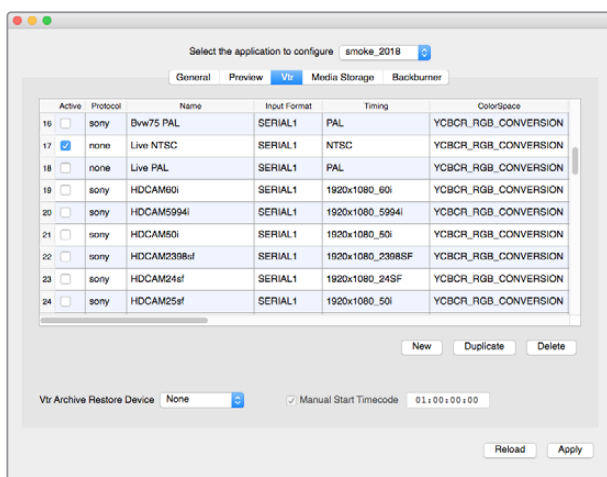 Select the application to configure smoke_2018
General Preview Vtr Media Storage Backburner
Active Protocol Name Input Format Timing ColorSpace
16 sony Bvw75 PAL SERIAL1 PAL YCBCR_RGB_CONVERSION
17 none Live NTSC SERIAL1 NTSC YCBCR_RGB_CONVERSION
18 none Live PAL SERIAL1 PAL YCBCR_RGB_CONVERSION
19 sony HDCAM60i SERIAL1 1920x1080_60i YCBCR_RGB_CONVERSION
20 sony HDCAM5994i SERIAL1 1920x1080_5994i YCBCR_RGB_CONVERSION
21 sony HDCAM50i SERIAL1 1920x1080_50i YCBCR_RGB_CONVERSION
22 sony HDCAM2398sf SERIAL1 1920x1080_2398SF YCBCR_RGB_CONVERSION
23 sony HDCAM24sf SERIAL1 1920x1080_24SF YCBCR_RGB_CONVERSION
24 sony HDCAM25sf SERIAL1 1920x1080_50i YCBCR_RGB_CONVERSION
New Duplicate Delete
Vtr Archive Restore Device None Manual Start Timecode 01:00:00:00
Reload Apply